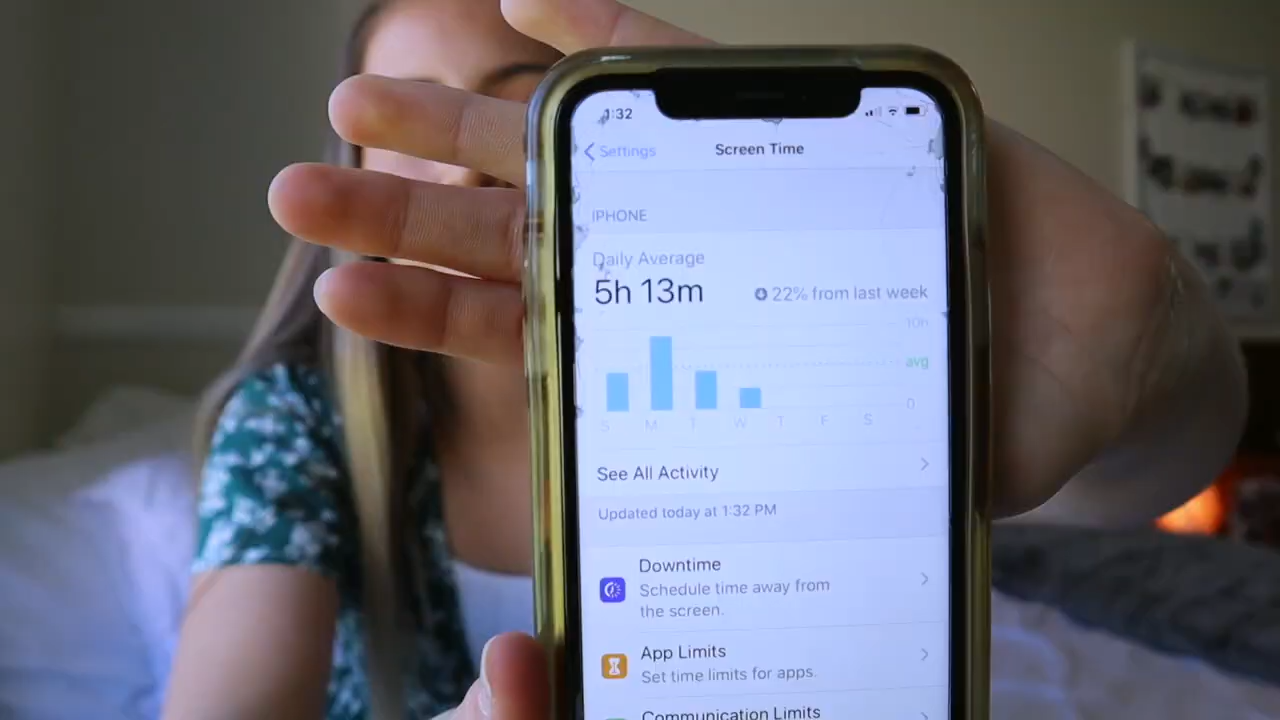 1:32
Settings
Screen Time
IPHONE
Daily Average
5h 13m
22% from last week
10h
avg
0
S M T W T F S
See All Activity
Updated today at 1:32 PM
Downtime
Schedule time away from
the screen.
App Limits
Set time limits for apps.
Communication Limits